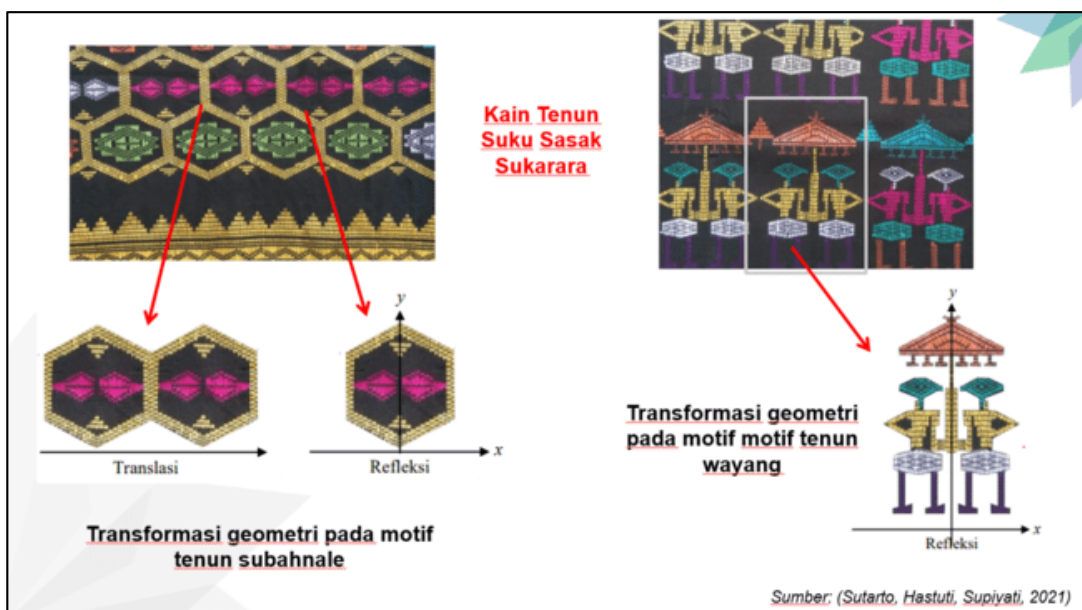 Kain Tenun
Suku Sasak
Sukarara
y
x
Translasi
Refleksi
Transformasi geometri pada motif
tenun subahnale
Transformasi geometri
pada motif motif tenun
wayang
y
x
Refleksi
Sumber: (Sutarto, Hastuti, Supiyati, 2021)